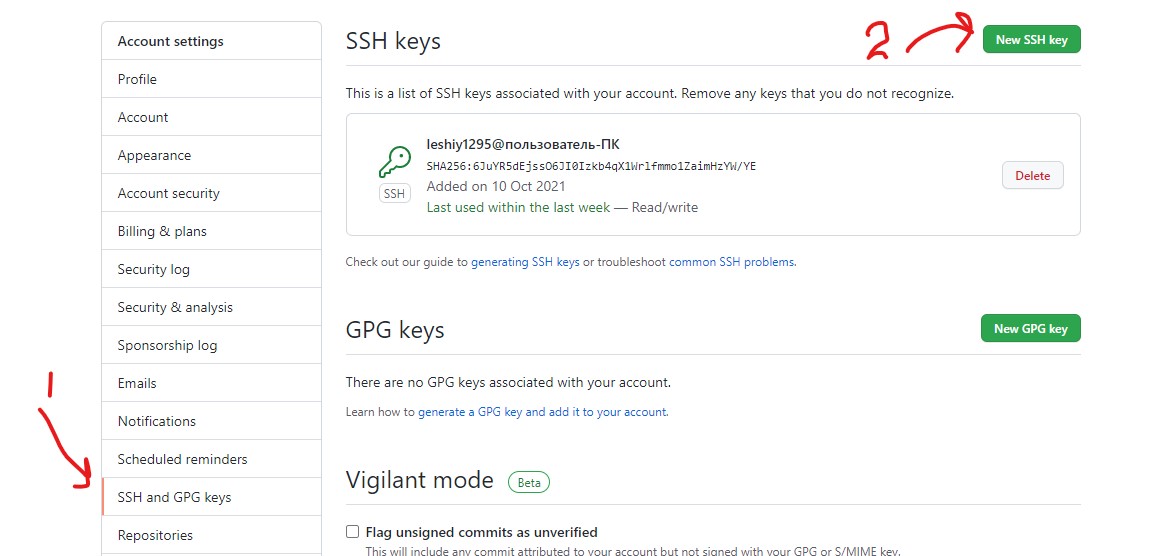 Account settings
Profile
Account
Appearance
Account security
Billing & plans
Security log
Security & analysis
Sponsorship log
Emails
Notifications
Scheduled reminders
SSH and GPG keys
Repositories
1
SSH keys
2
New SSH key
This is a list of SSH keys associated with your account. Remove any keys that you do not recognize.
leshiy1295@пользователь-ПК
SHA256:6JuYR5dEjssO6JI0Izkb4qX1Wrlfmmo1ZaimHzYW/YE
SSH
Added on 10 Oct 2021
Last used within the last week — Read/write
Delete
Check out our guide to generating SSH keys or troubleshoot common SSH problems.
GPG keys
New GPG key
There are no GPG keys associated with your account.
Learn how to generate a GPG key and add it to your account.
Vigilant mode Beta
Flag unsigned commits as unverified
This will include any commit attributed to your account but not signed with your GPG or S/MIME key.